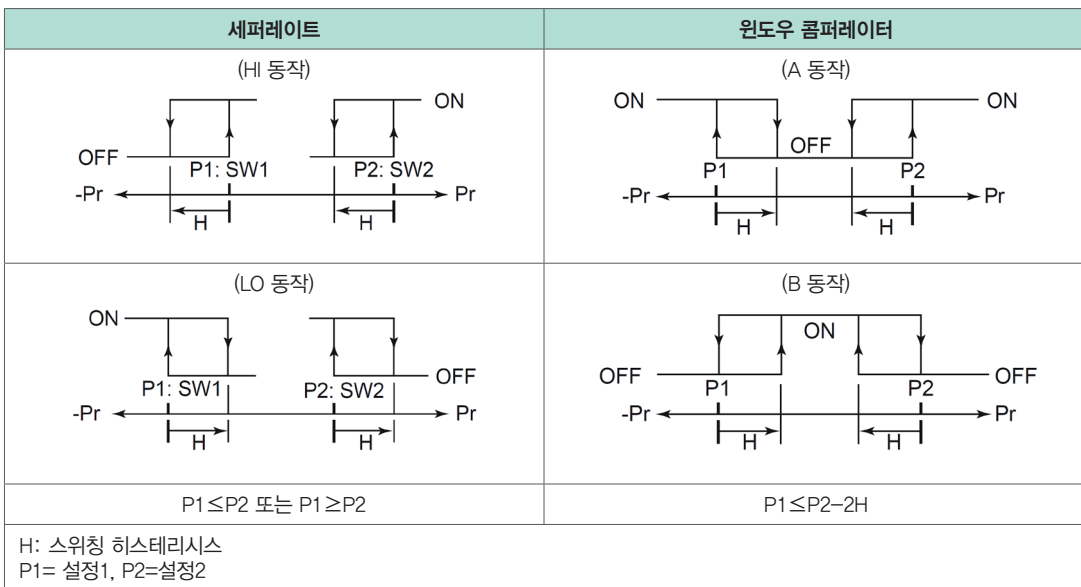 세퍼레이트
윈도우 콤퍼레이터
(HI 동작)
ON
OFF
P1: SW1
P2: SW2
-Pr
Pr
H
H
(A 동작)
ON
ON
OFF
P1
P2
-Pr
Pr
H
H
(LO 동작)
ON
OFF
P1: SW1
P2: SW2
-Pr
Pr
H
H
(B 동작)
ON
OFF
OFF
P1
P2
-Pr
Pr
H
H
P1≤P2 또는 P1≥P2
P1≤P2−2H
H: 스위칭 히스테리시스
P1= 설정1, P2=설정2